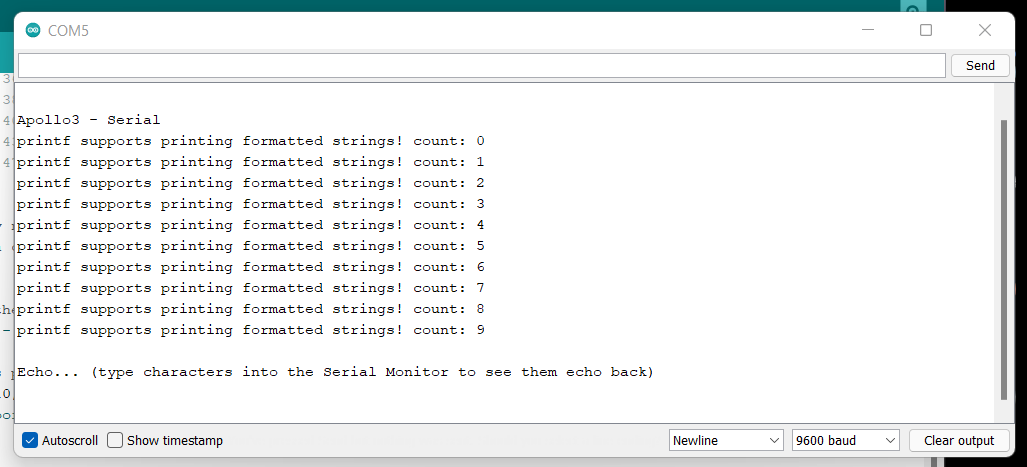 COM5
Send
Apollo3 - Serial
printf supports printing formatted strings! count: 0
printf supports printing formatted strings! count: 1
printf supports printing formatted strings! count: 2
printf supports printing formatted strings! count: 3
printf supports printing formatted strings! count: 4
printf supports printing formatted strings! count: 5
printf supports printing formatted strings! count: 6
printf supports printing formatted strings! count: 7
printf supports printing formatted strings! count: 8
printf supports printing formatted strings! count: 9
Echo... (type characters into the Serial Monitor to see them echo back)
Autoscroll Show timestamp Newline 9600 baud Clear output